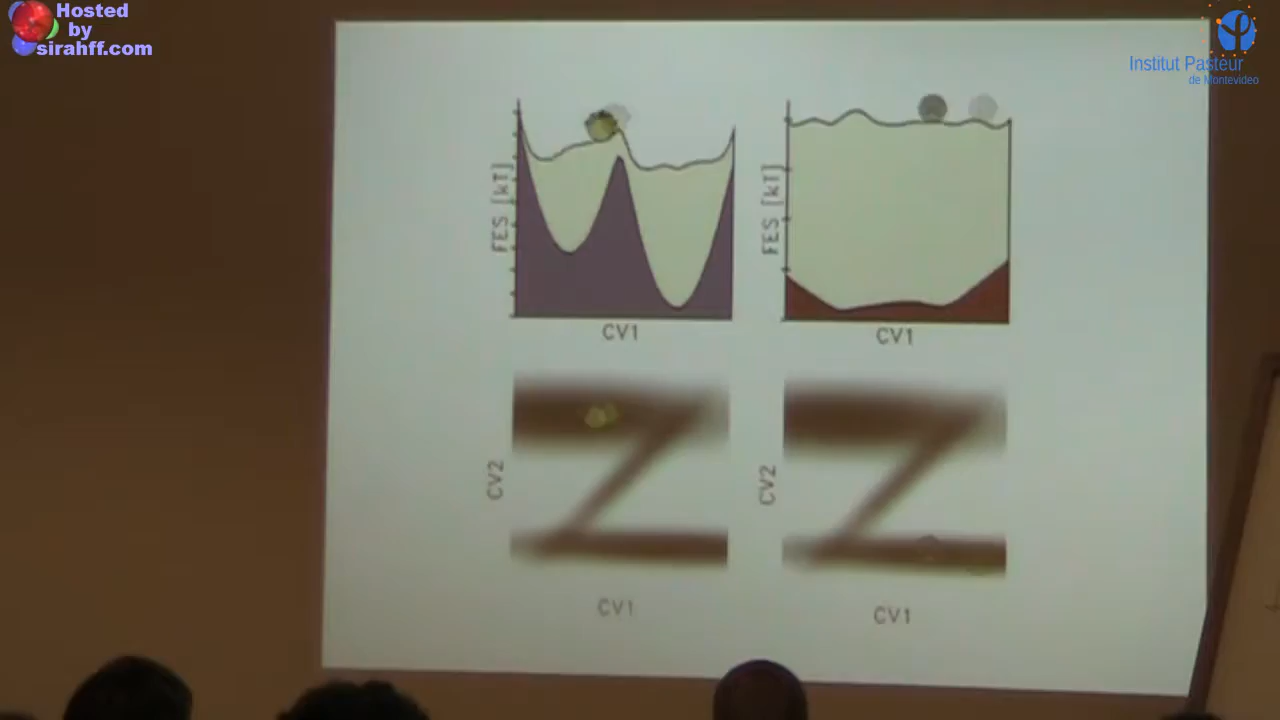 Hosted
by
sirahff.com
Institut Pasteur
de Montevideo
FES [kT]
CV1
FES [kT]
CV1
CV2
CV1
CV2
CV1